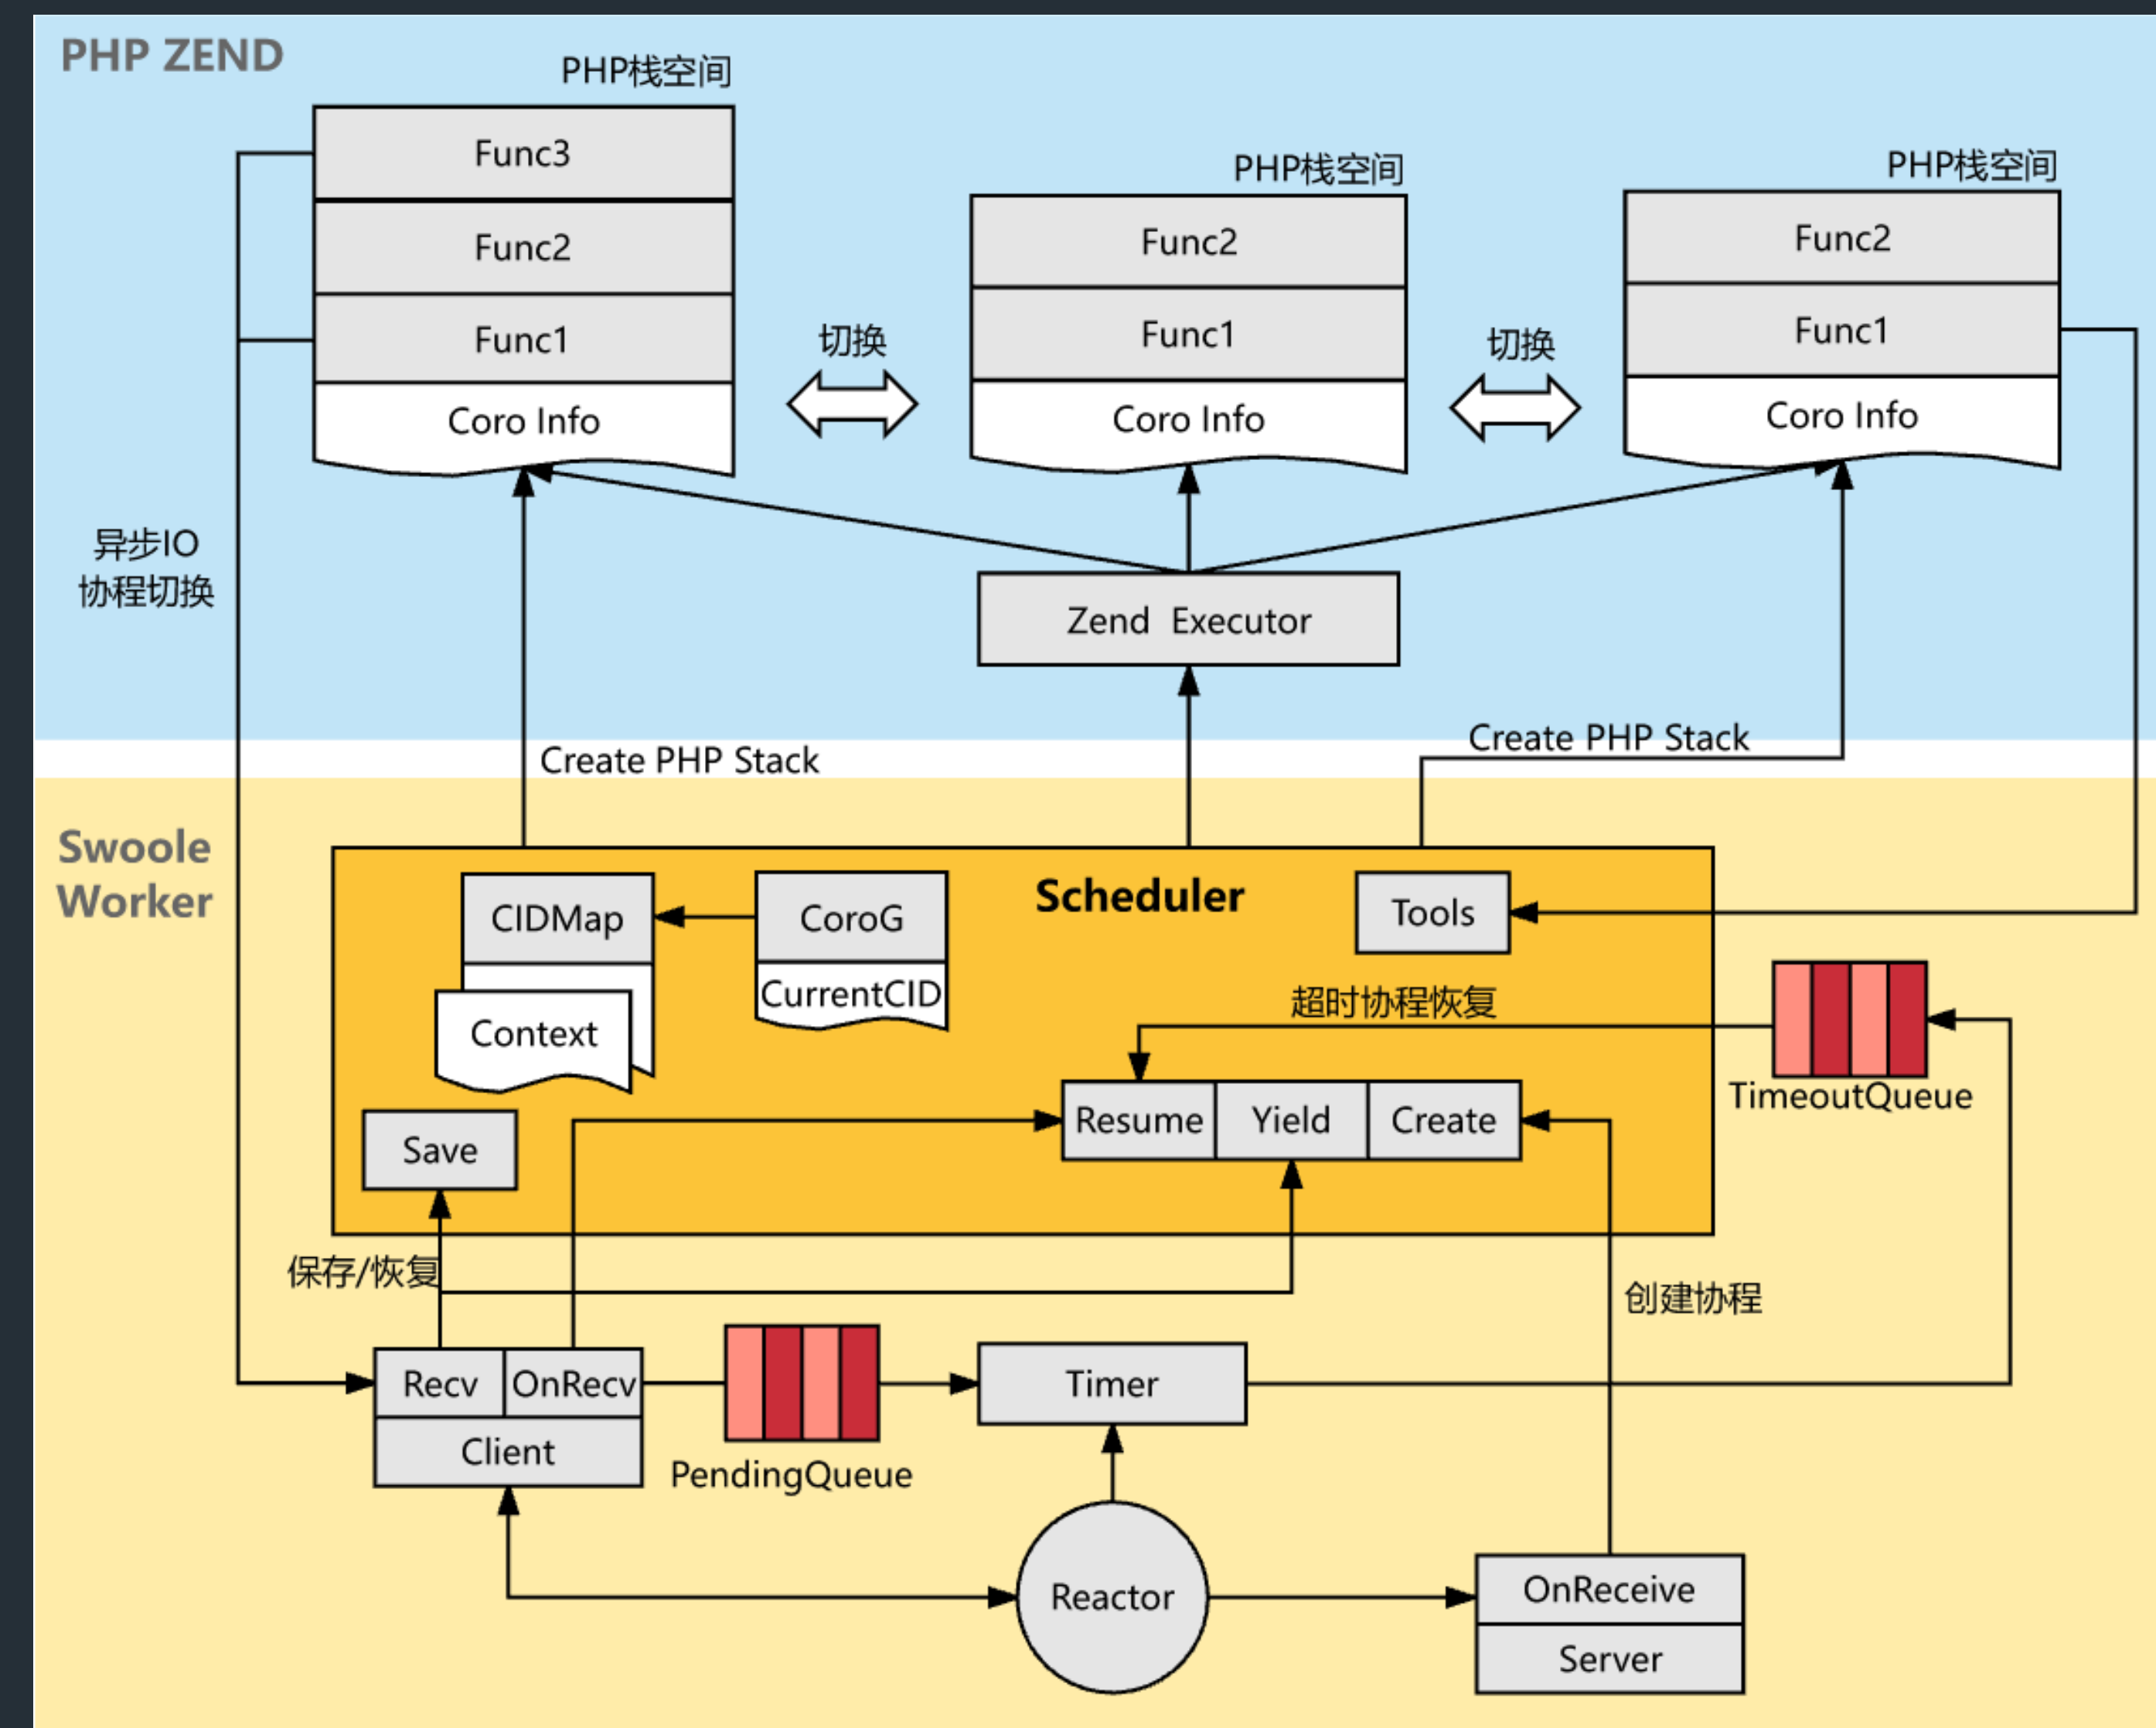 PHP ZEND
PHP栈空间
Func3
Func2
Func1
Coro Info
切换
PHP栈空间
Func2
Func1
Coro Info
切换
PHP栈空间
Func2
Func1
Coro Info
异步IO
协程切换
Zend Executor
Create PHP Stack
Create PHP Stack
Swoole
Worker
CIDMap
Context
CoroG
CurrentCID
Scheduler
Tools
超时协程恢复
TimeoutQueue
Resume
Yield
Create
Save
保存/恢复
创建协程
Recv
OnRecv
Client
PendingQueue
Timer
Reactor
OnReceive
Server